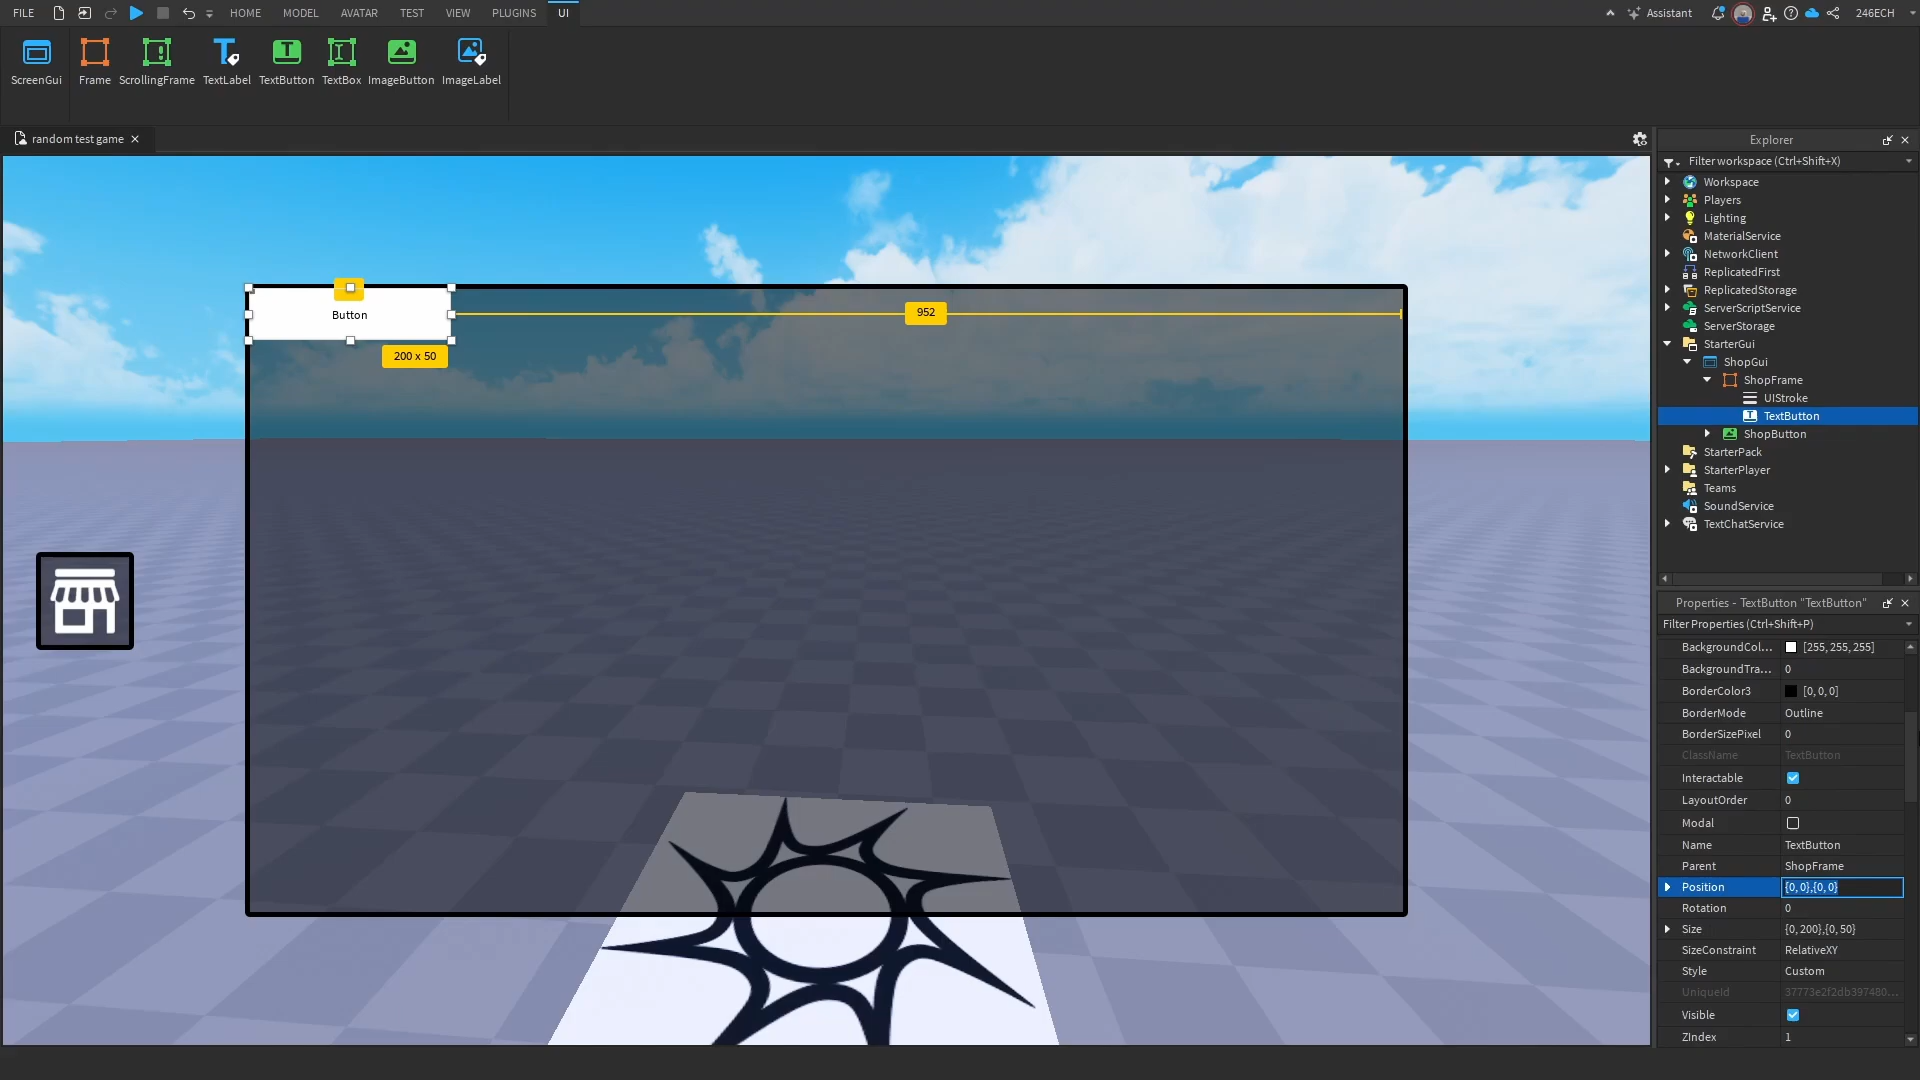 FILE HOME MODEL AVATAR TEST VIEW PLUGINS UI Assistant 246ECH
ScreenGui Frame ScrollingFrame TextLabel TextButton TextBox ImageButton ImageLabel
random test game
Button
952
200 x 50
Explorer
Filter workspace (Ctrl+Shift+X)
Workspace
Players
Lighting
MaterialService
NetworkClient
ReplicatedFirst
ReplicatedStorage
ServerScriptService
ServerStorage
StarterGui
ShopGui
ShopFrame
UIStroke
TextButton
ShopButton
StarterPack
StarterPlayer
Teams
SoundService
TextChatService
Properties - TextButton "TextButton"
Filter Properties (Ctrl+Shift+P)
BackgroundCol... [255, 255, 255]
BackgroundTra... 0
BorderColor3 [0, 0, 0]
BorderMode Outline
BorderSizePixel 0
ClassName TextButton
Interactable
LayoutOrder 0
Modal
Name TextButton
Parent ShopFrame
Position {0, 0},{0, 0}
Rotation 0
Size {0, 200},{0, 50}
SizeConstraint RelativeXY
Style Custom
UniqueId 37773e2f2db397480...
Visible
ZIndex 1